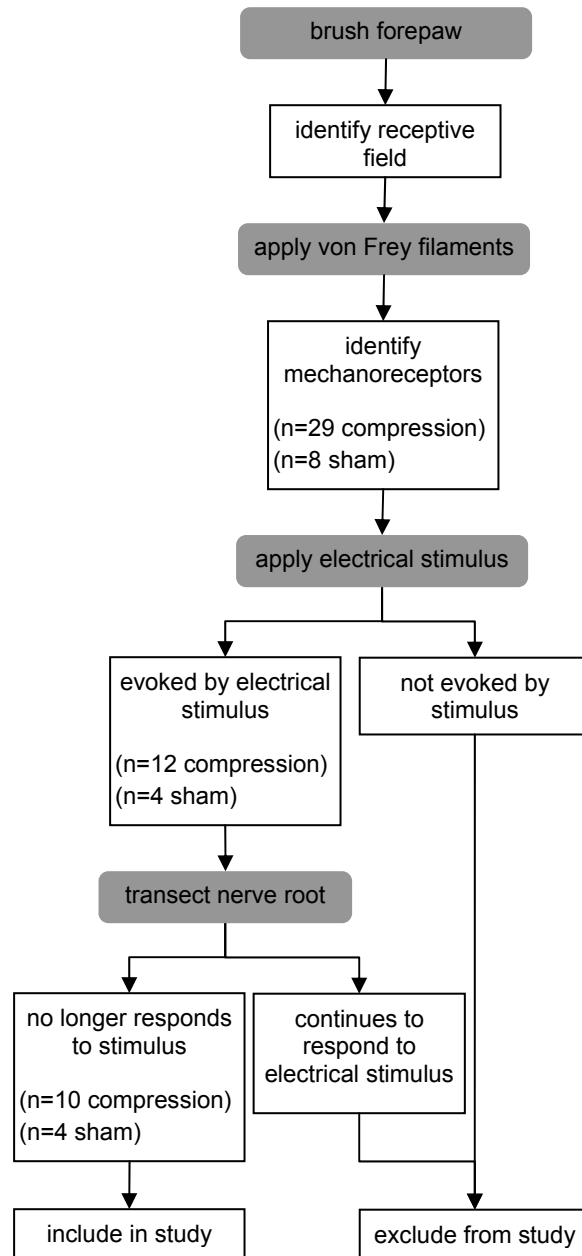 brush forepaw
identify receptive
field
apply von Frey filaments
identify
mechanoreceptors
(n=29 compression)
(n=8 sham)
apply electrical stimulus
evoked by electrical
stimulus
(n=12 compression)
(n=4 sham)
not evoked by
stimulus
transect nerve root
no longer responds
to stimulus
(n=10 compression)
(n=4 sham)
continues to
respond to
electrical stimulus
include in study
exclude from study